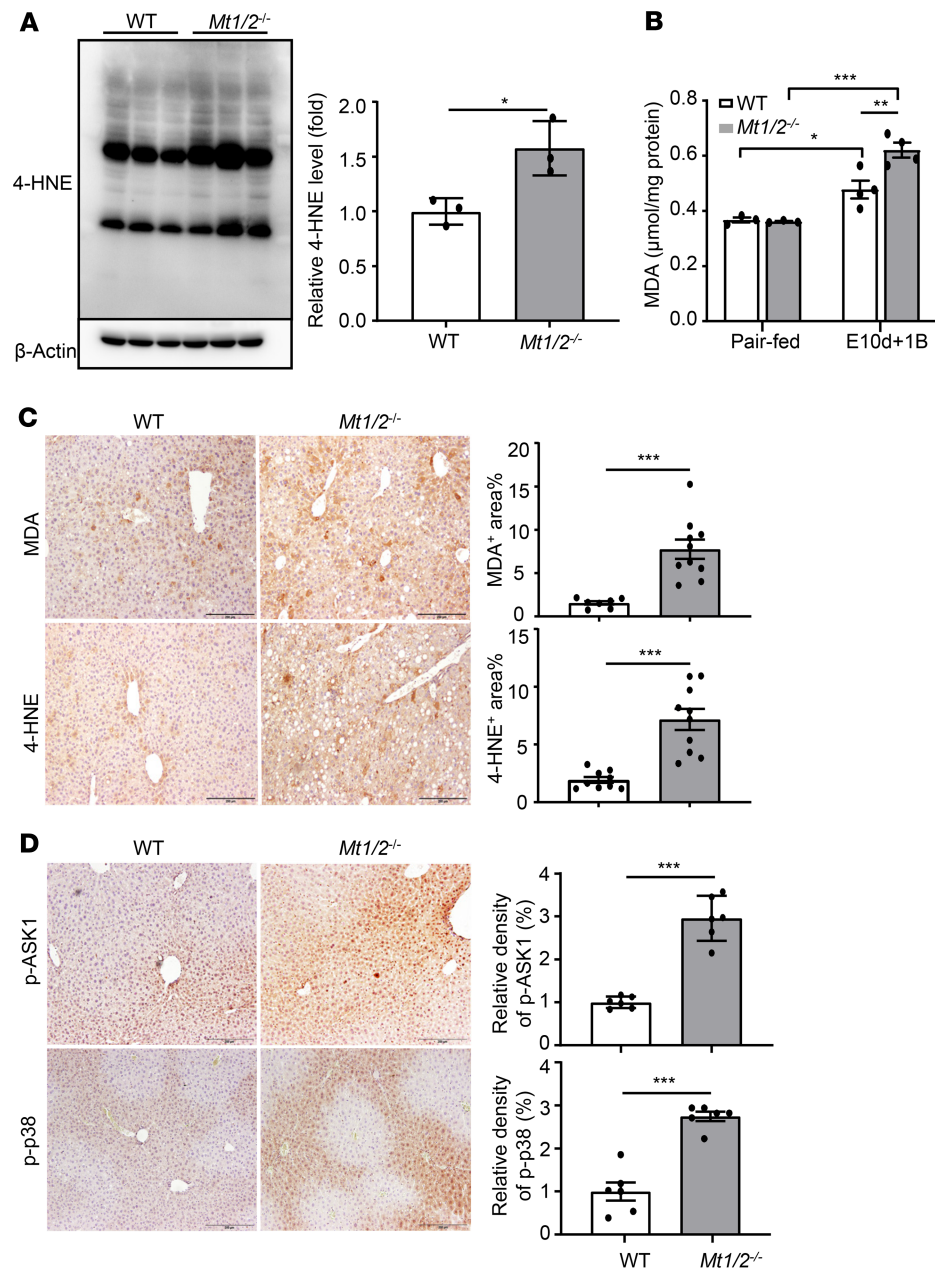 A
WT
Mt1/2-/-
4-HNE
β-Actin
Relative 4-HNE level (fold)
2.0
1.5
1.0
0.5
0.0
*
WT
Mt1/2-/-
B
MDA (μmol/mg protein)
0.8
0.6
0.4
0.2
0.0
WT
Mt1/2-/-
***
**
*
Pair-fed
E10d+1B
C
WT
Mt1/2-/-
MDA
4-HNE
MDA+ area%
20
15
10
5
0
***
4-HNE+ area%
15
10
5
0
***
D
WT
Mt1/2-/-
p-ASK1
p-p38
Relative density
of p-ASK1 (%)
4
3
2
1
0
***
Relative density
of p-p38 (%)
4
3
2
1
0
***
WT
Mt1/2-/-